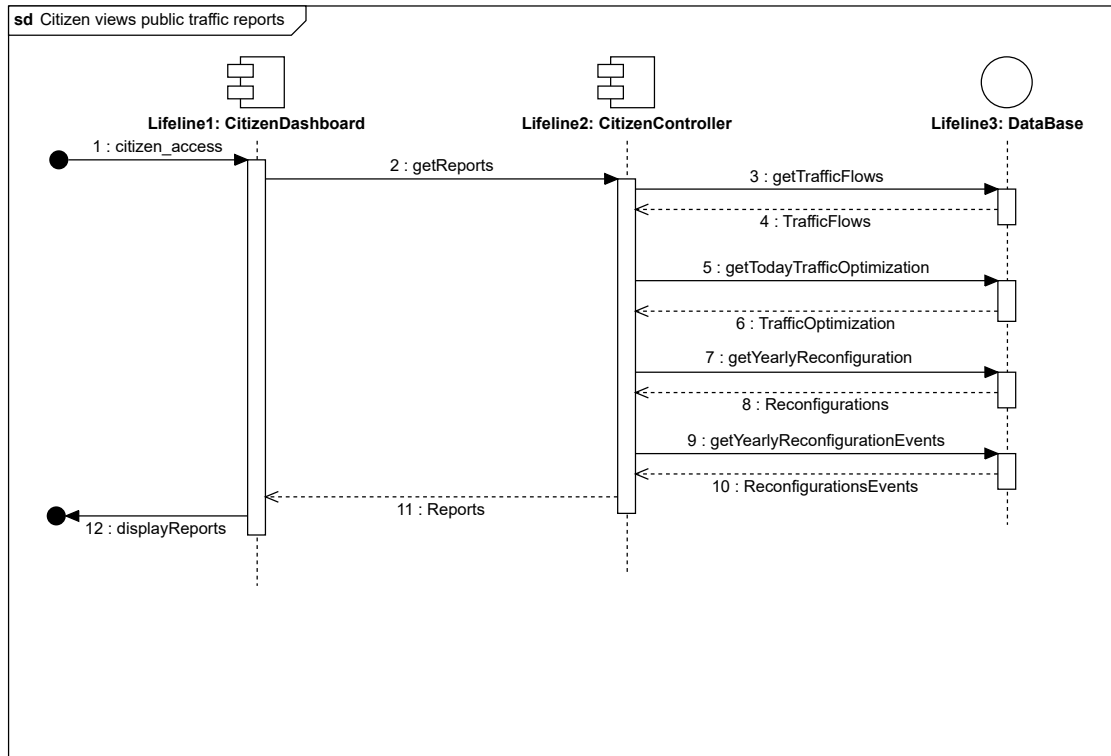 sd Citizen views public traffic reports
Lifeline1: CitizenDashboard
Lifeline2: CitizenController
Lifeline3: DataBase
1 : citizen_access
2 : getReports
3 : getTrafficFlows
4 : TrafficFlows
5 : getTodayTrafficOptimization
6 : TrafficOptimization
7 : getYearlyReconfiguration
8 : Reconfigurations
9 : getYearlyReconfigurationEvents
10 : ReconfigurationsEvents
11 : Reports
12 : displayReports